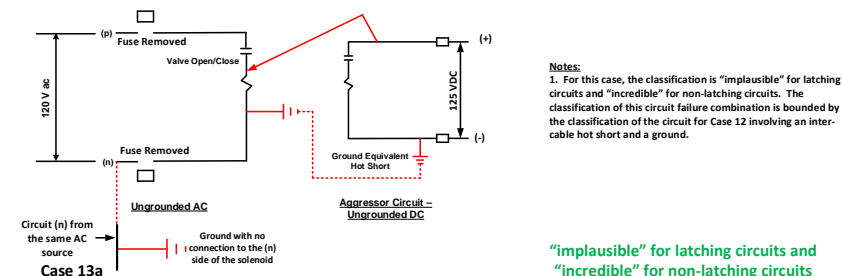 (p)
Fuse Removed
Valve Open/Close
120 V ac
Fuse Removed
(n)
Ungrounded AC
(+)
125 VDC
(-)
Ground Equivalent
Hot Short
Aggressor Circuit –
Ungrounded DC
Circuit (n) from
the same AC
source
Ground with no
connection to the (n)
side of the solenoid
Case 13a
Notes:
1. For this case, the classification is “implausible” for latching
circuits and “incredible” for non-latching circuits. The
classification of this circuit failure combination is bounded by
the classification of the circuit for Case 12 involving an inter-
cable hot short and a ground.
“implausible” for latching circuits and
“incredible” for non-latching circuits